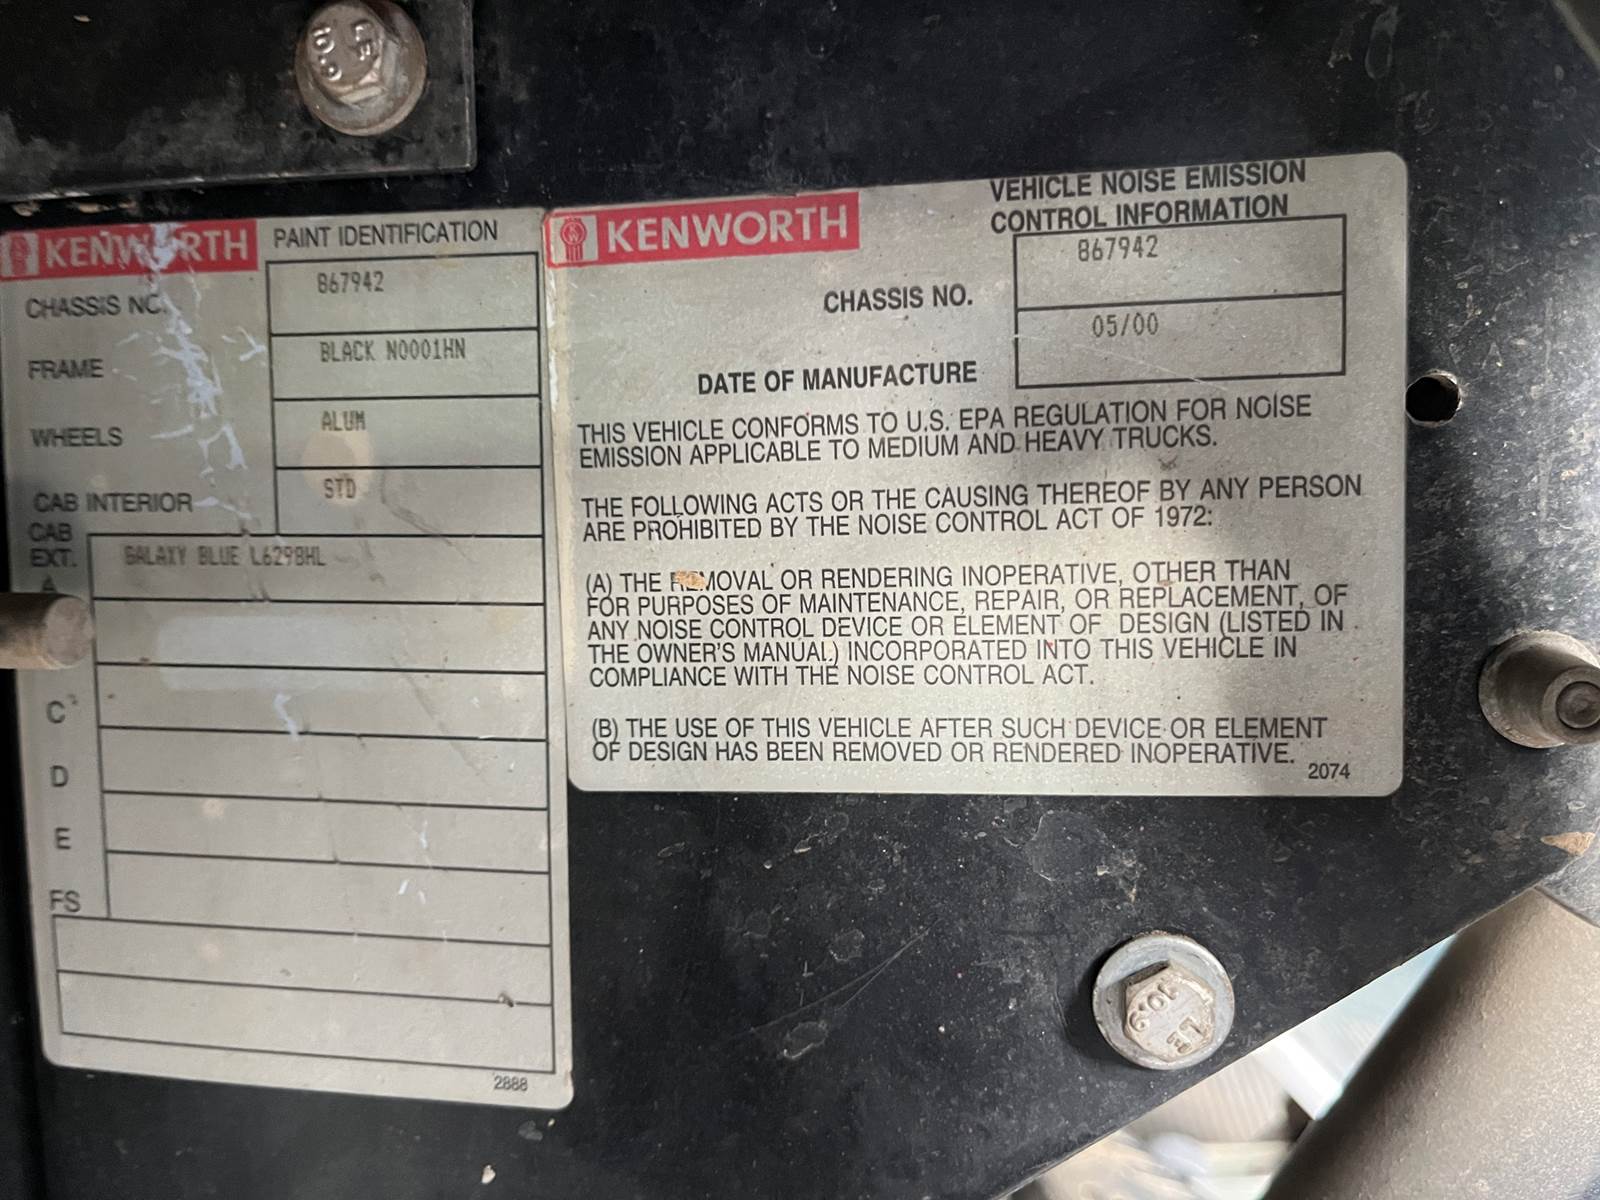 KENWORTH PAINT IDENTIFICATION
CHASSIS NO. 867942
FRAME BLACK N0001HN
WHEELS ALUM
CAB INTERIOR STD
CAB
EXT.
A GALAXY BLUE L6298HL
C
D
E
FS
2888
KENWORTH
VEHICLE NOISE EMISSION
CONTROL INFORMATION
CHASSIS NO. 867942
DATE OF MANUFACTURE 05/00
THIS VEHICLE CONFORMS TO U.S. EPA REGULATION FOR NOISE
EMISSION APPLICABLE TO MEDIUM AND HEAVY TRUCKS.
THE FOLLOWING ACTS OR THE CAUSING THEREOF BY ANY PERSON
ARE PROHIBITED BY THE NOISE CONTROL ACT OF 1972:
(A) THE REMOVAL OR RENDERING INOPERATIVE, OTHER THAN
FOR PURPOSES OF MAINTENANCE, REPAIR, OR REPLACEMENT, OF
ANY NOISE CONTROL DEVICE OR ELEMENT OF DESIGN (LISTED IN
THE OWNER'S MANUAL) INCORPORATED INTO THIS VEHICLE IN
COMPLIANCE WITH THE NOISE CONTROL ACT.
(B) THE USE OF THIS VEHICLE AFTER SUCH DEVICE OR ELEMENT
OF DESIGN HAS BEEN REMOVED OR RENDERED INOPERATIVE.
2074
10.9
10.9